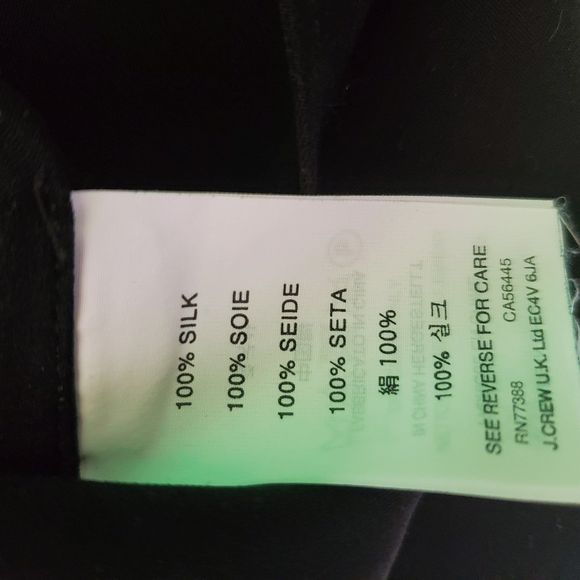 100% SILK
100% SOIE
100% SEIDE
100% SETA
絹 100%
100% 실크
SEE REVERSE FOR CARE
RN77388 CA56445
J.CREW U.K. Ltd EC4V 6JA